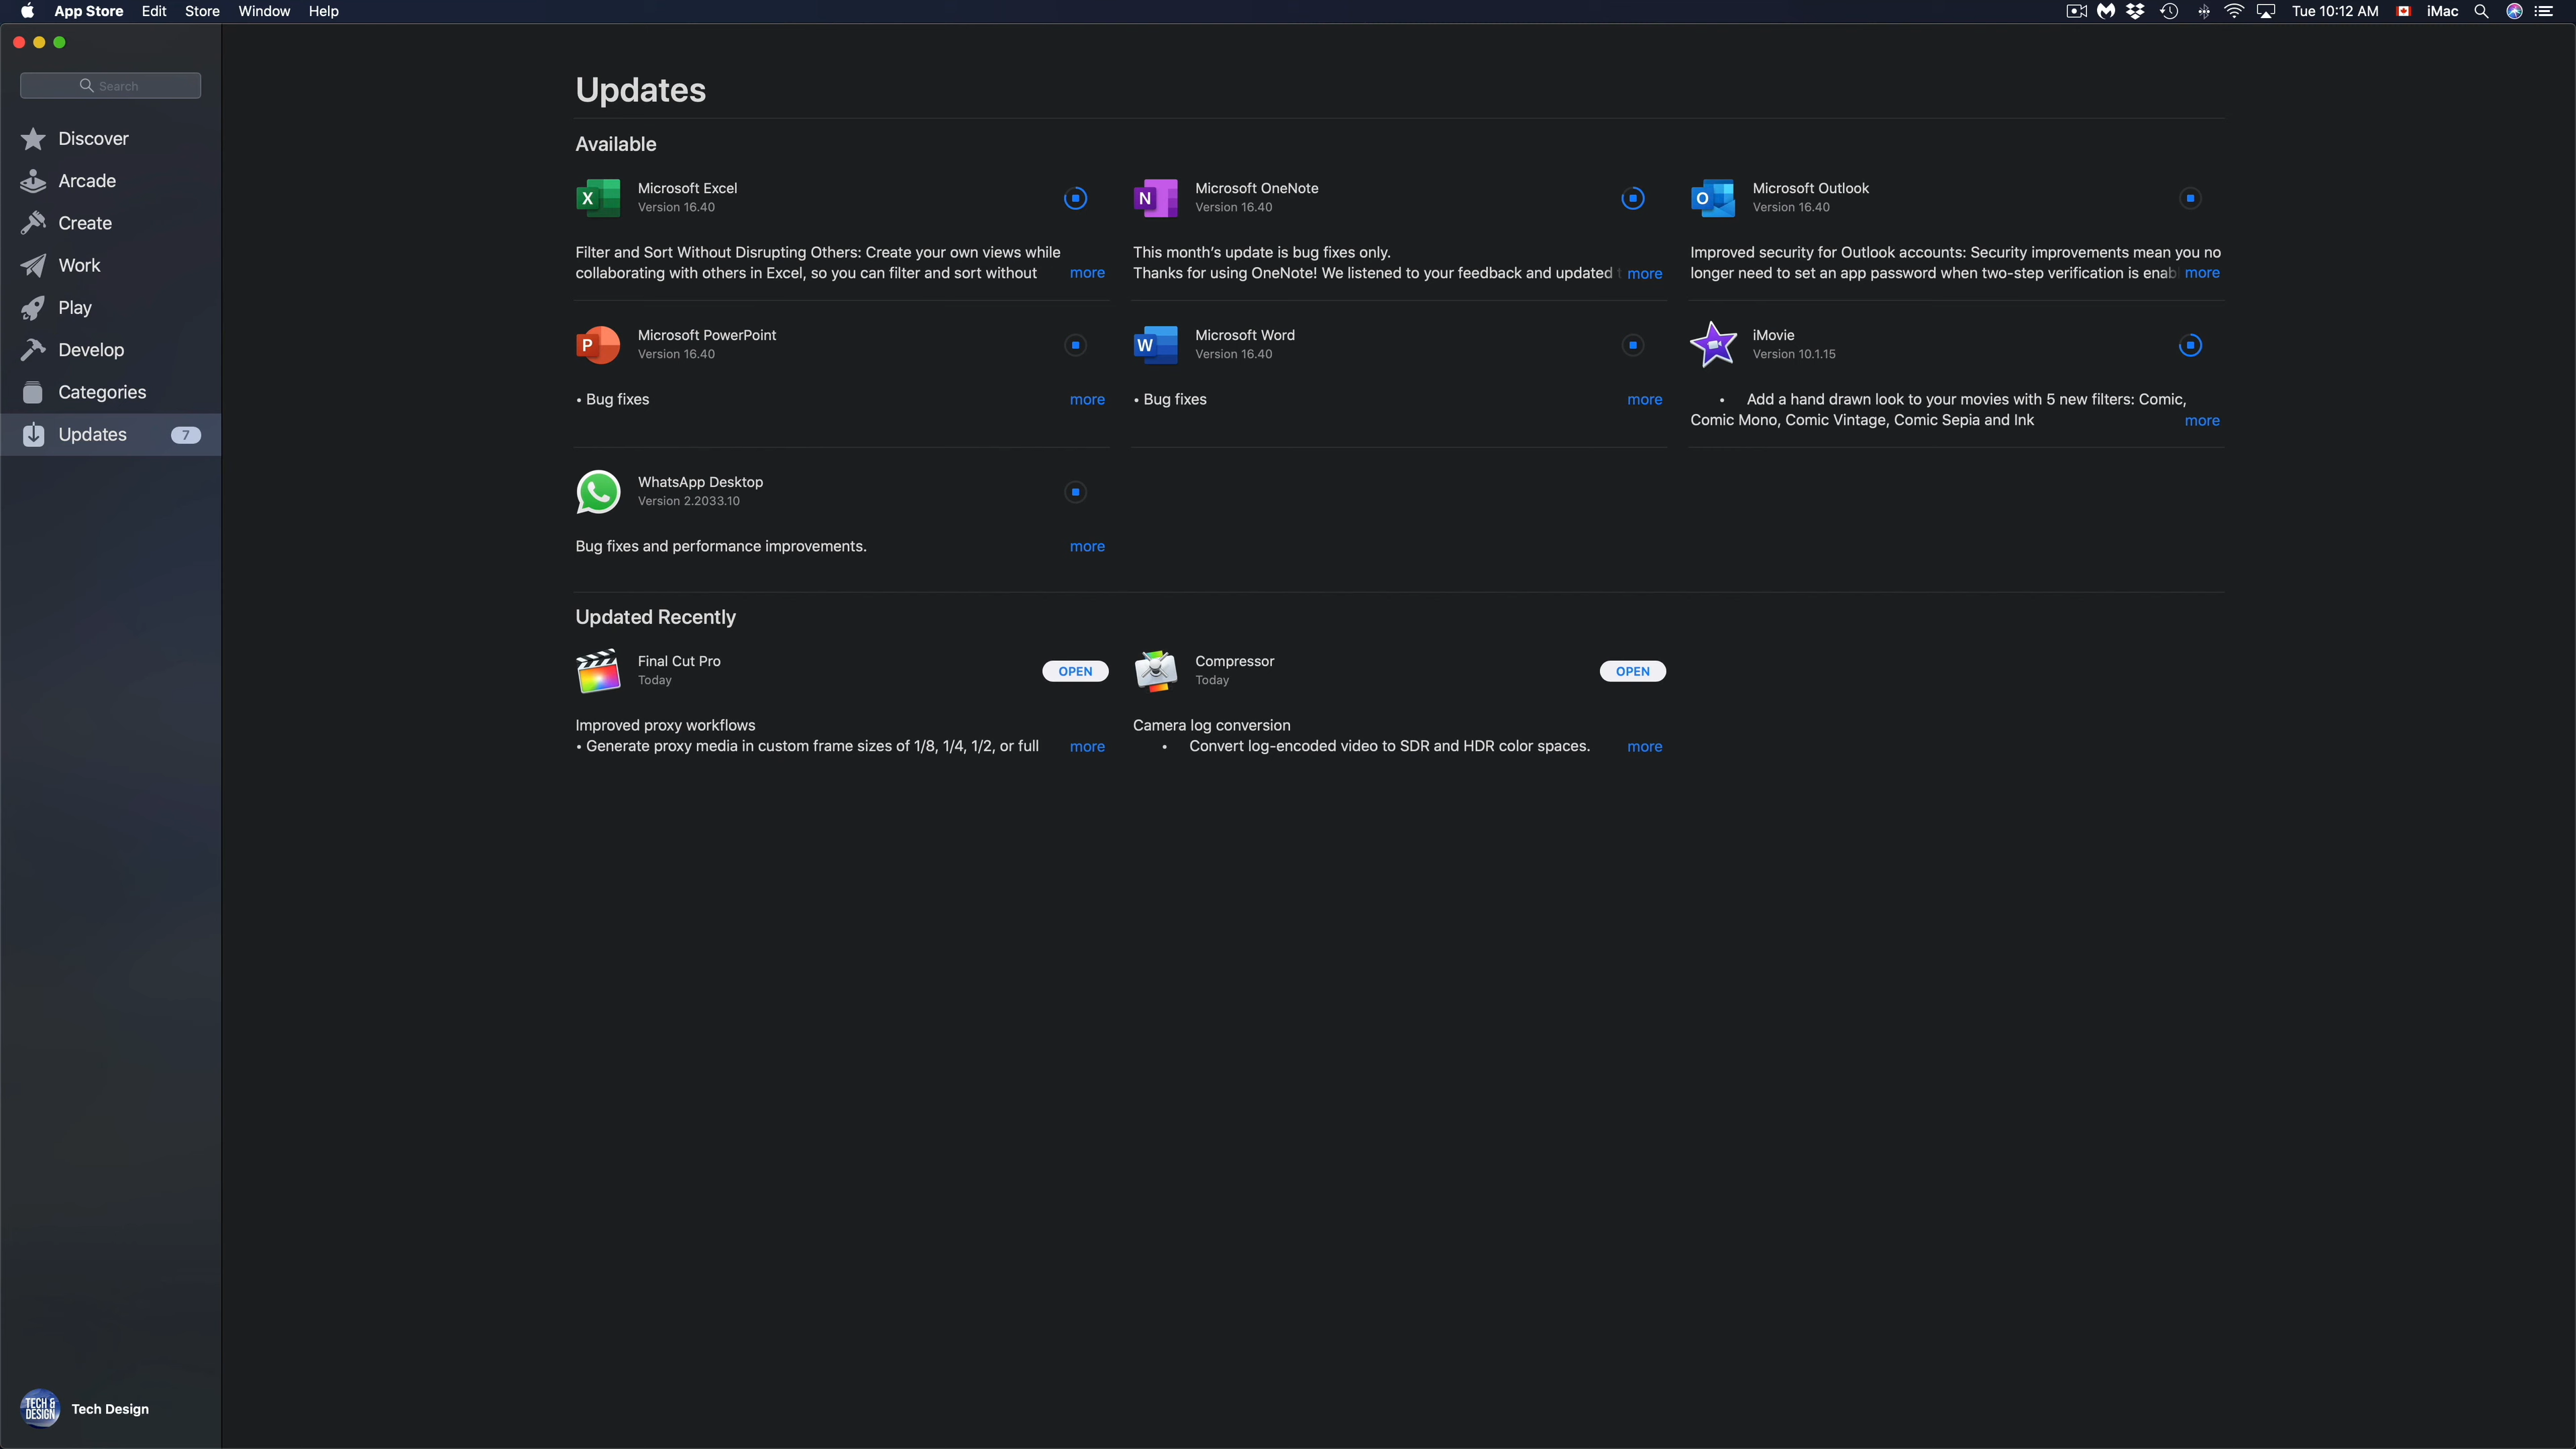 App Store Edit Store Window Help
Tue 10:12 AM iMac
Search
Discover
Arcade
Create
Work
Play
Develop
Categories
Updates 7
TECH &
DESIGN
Tech Design
Updates
Available
X
Microsoft Excel
Version 16.40
Filter and Sort Without Disrupting Others: Create your own views while
collaborating with others in Excel, so you can filter and sort without more
N
Microsoft OneNote
Version 16.40
This month’s update is bug fixes only.
Thanks for using OneNote! We listened to your feedback and updated t more
O
Microsoft Outlook
Version 16.40
Improved security for Outlook accounts: Security improvements mean you no
longer need to set an app password when two-step verification is enab more
P
Microsoft PowerPoint
Version 16.40
• Bug fixes more
W
Microsoft Word
Version 16.40
• Bug fixes more
iMovie
Version 10.1.15
• Add a hand drawn look to your movies with 5 new filters: Comic,
Comic Mono, Comic Vintage, Comic Sepia and Ink more
WhatsApp Desktop
Version 2.2033.10
Bug fixes and performance improvements. more
Updated Recently
Final Cut Pro
Today
OPEN
Improved proxy workflows
• Generate proxy media in custom frame sizes of 1/8, 1/4, 1/2, or full more
Compressor
Today
OPEN
Camera log conversion
• Convert log-encoded video to SDR and HDR color spaces. more